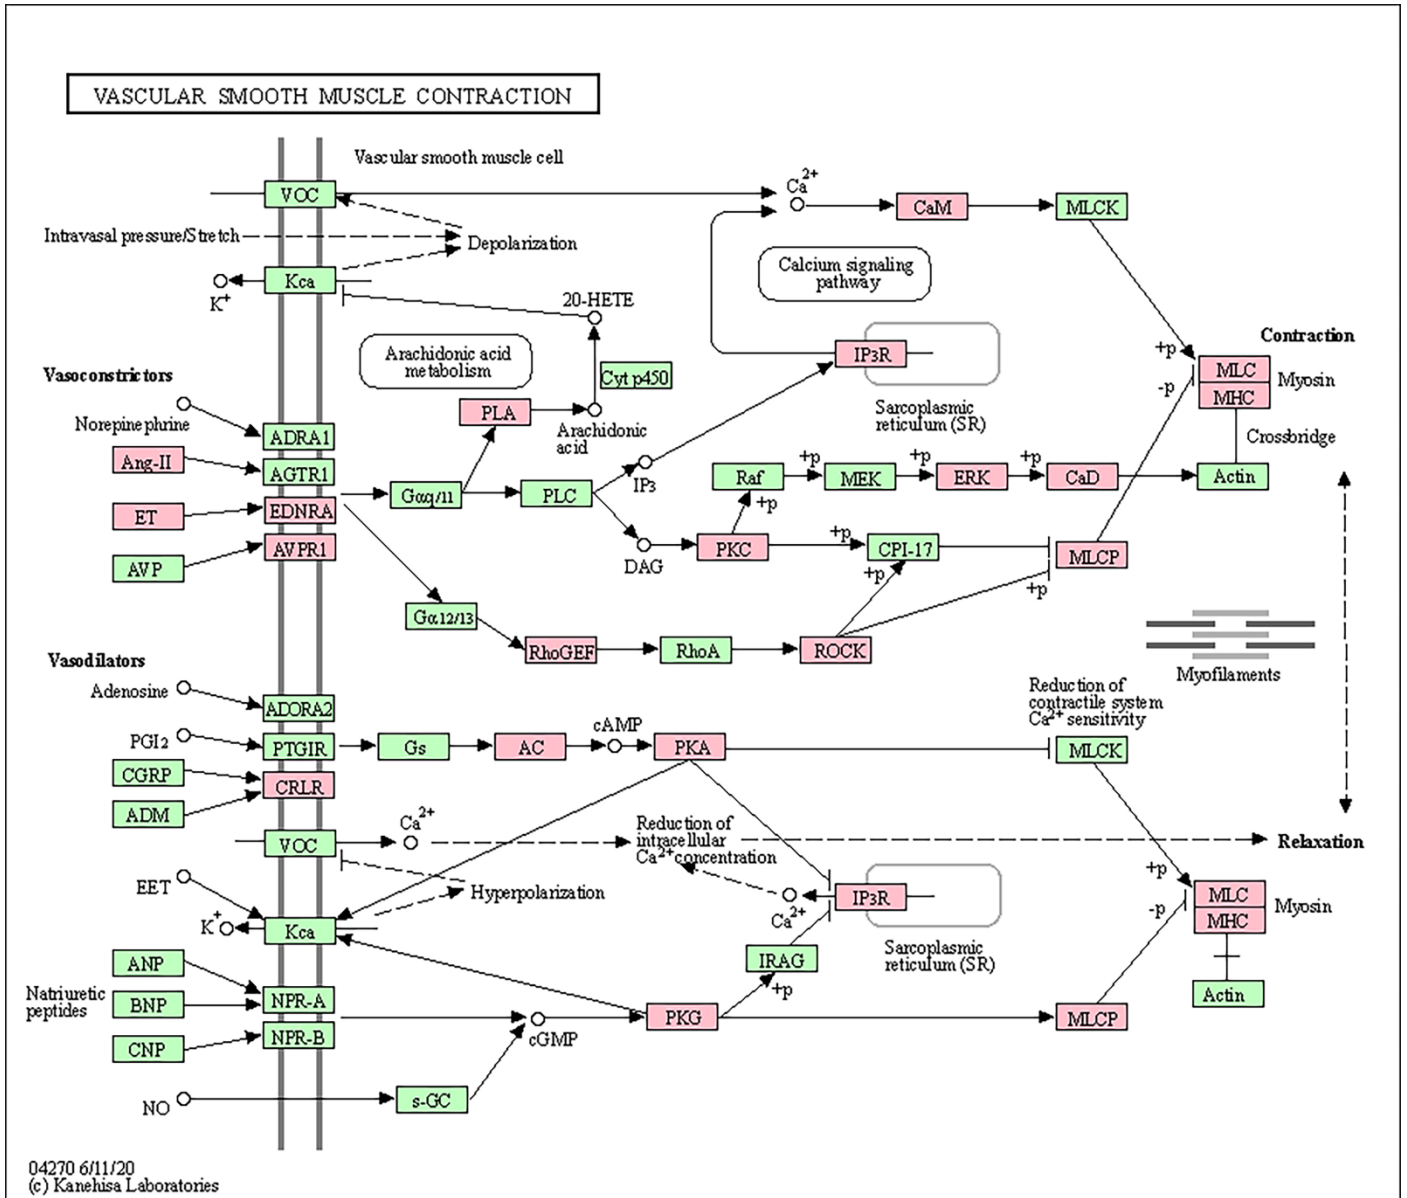 VASCULAR SMOOTH MUSCLE CONTRACTION
Vascular smooth muscle cell
VOC
Ca2+
CaM
MLCK
Intravasal pressure/Stretch
Depolarization
Kca
K+
Calcium signaling
pathway
20-HETE
Arachidonic acid
metabolism
Cyt p450
IP3R
+p
-p
Contraction
MLC
MHC
Myosin
Vasoconstrictors
Norepinephrine
ADRA1
PLA
Arachidonic
acid
Sarcoplasmic
reticulum (SR)
Crossbridge
Ang-II
AGTR1
Gαq/11
PLC
IP3
Raf
+p
MEK
+p
ERK
+p
CaD
Actin
ET
EDNRA
+p
AVP
AVPR1
DAG
PKC
+p
CPI-17
MLCP
+p
+p
Gα12/13
RhoGEF
RhoA
ROCK
Myofilaments
Vasodilators
Adenosine
ADORA2
Reduction of
contractile system
Ca2+ sensitivity
PGI2
PTGIR
Gs
AC
cAMP
PKA
MLCK
CGRP
CRLR
ADM
VOC
Ca2+
Reduction of
intracellular
Ca2+ concentration
Relaxation
EET
Hyperpolarization
Ca2+
IP3R
+p
-p
MLC
MHC
Myosin
K+
Kca
Sarcoplasmic
reticulum (SR)
ANP
IRAG
+p
Actin
Natriuretic
peptides
BNP
NPR-A
CNP
NPR-B
cGMP
PKG
MLCP
NO
s-GC
04270 6/11/20
(c) Kanehisa Laboratories